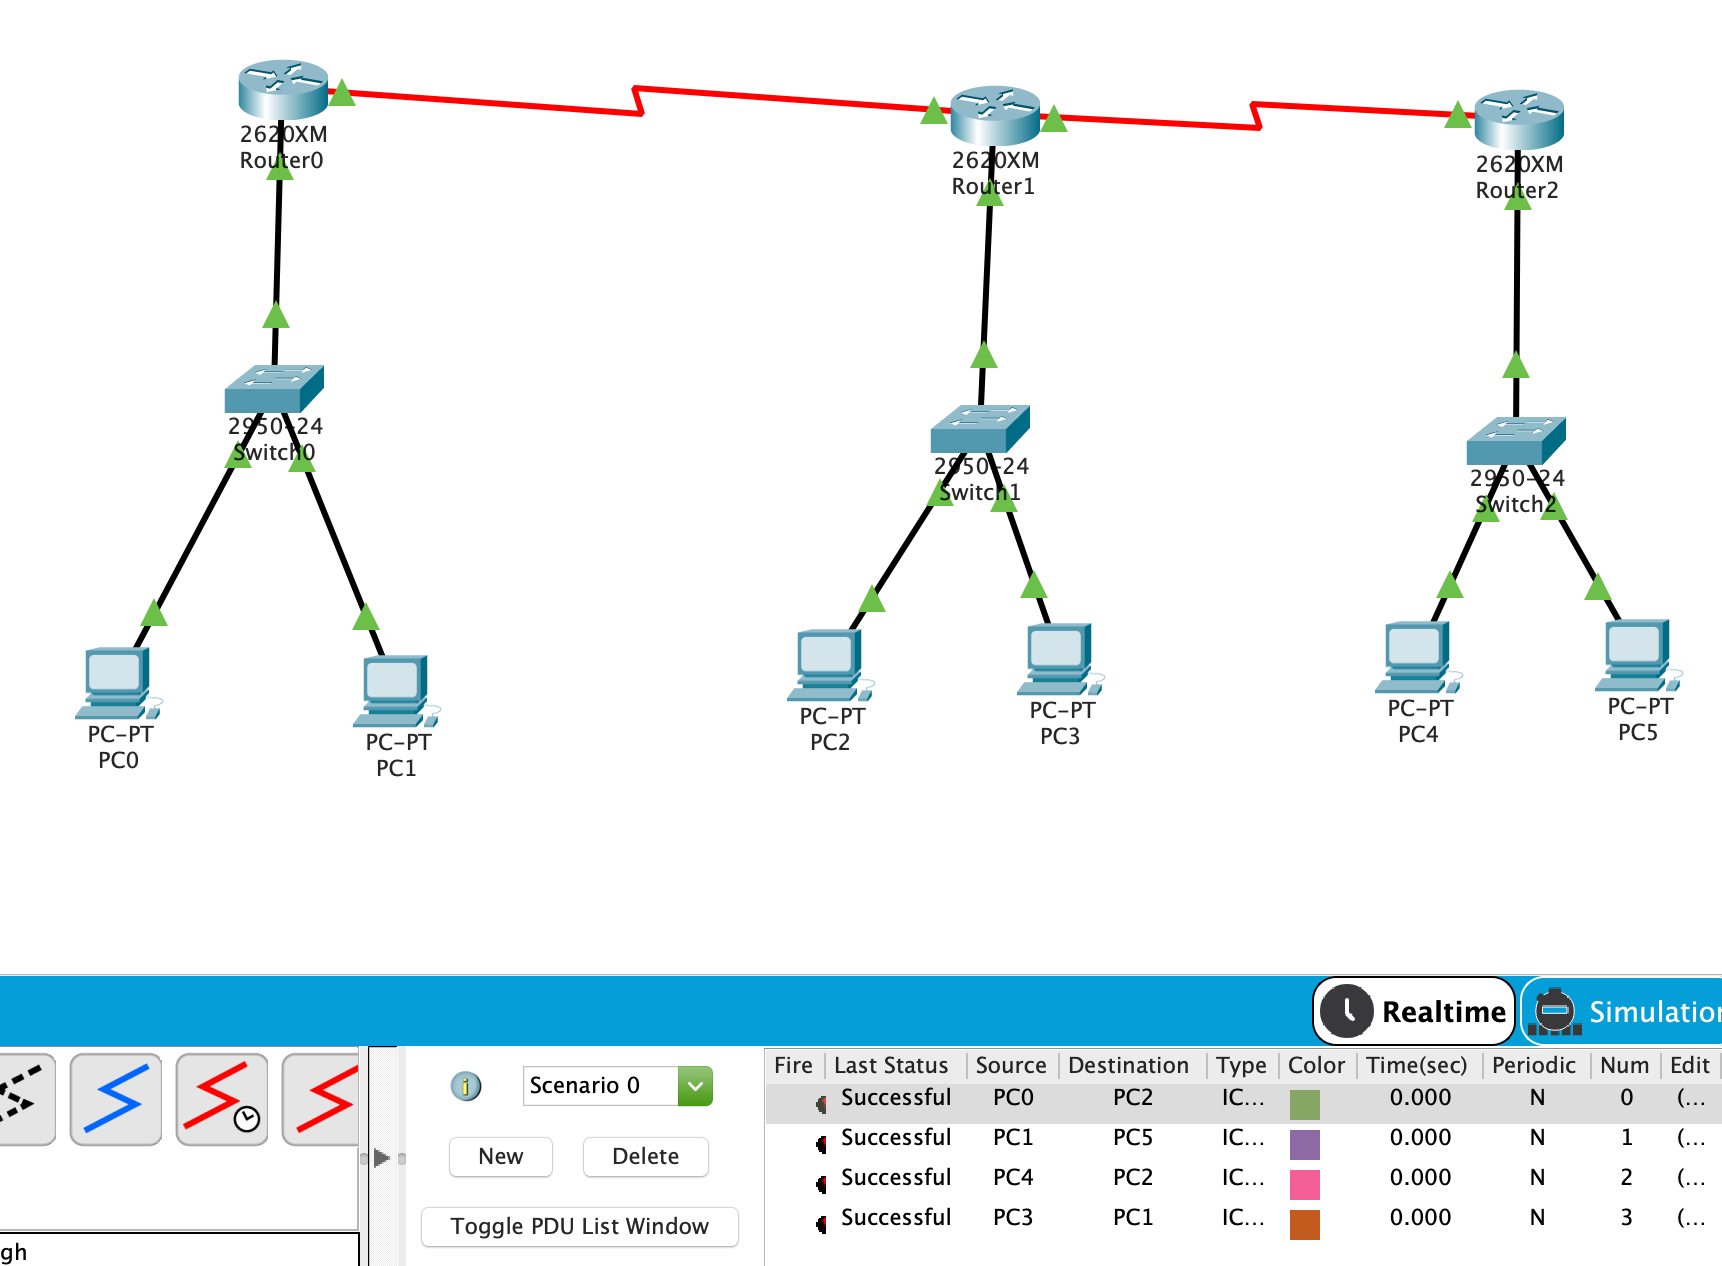 2620XM
Router0
2620XM
Router1
2620XM
Router2
2950-24
Switch0
2950-24
Switch1
2950-24
Switch2
PC-PT
PC0
PC-PT
PC1
PC-PT
PC2
PC-PT
PC3
PC-PT
PC4
PC-PT
PC5
Realtime
Simulation
Scenario 0
New
Delete
Toggle PDU List Window
gh
Fire Last Status Source Destination Type Color Time(sec) Periodic Num Edit
Successful PC0 PC2 IC... 0.000 N 0 (...
Successful PC1 PC5 IC... 0.000 N 1 (...
Successful PC4 PC2 IC... 0.000 N 2 (...
Successful PC3 PC1 IC... 0.000 N 3 (...